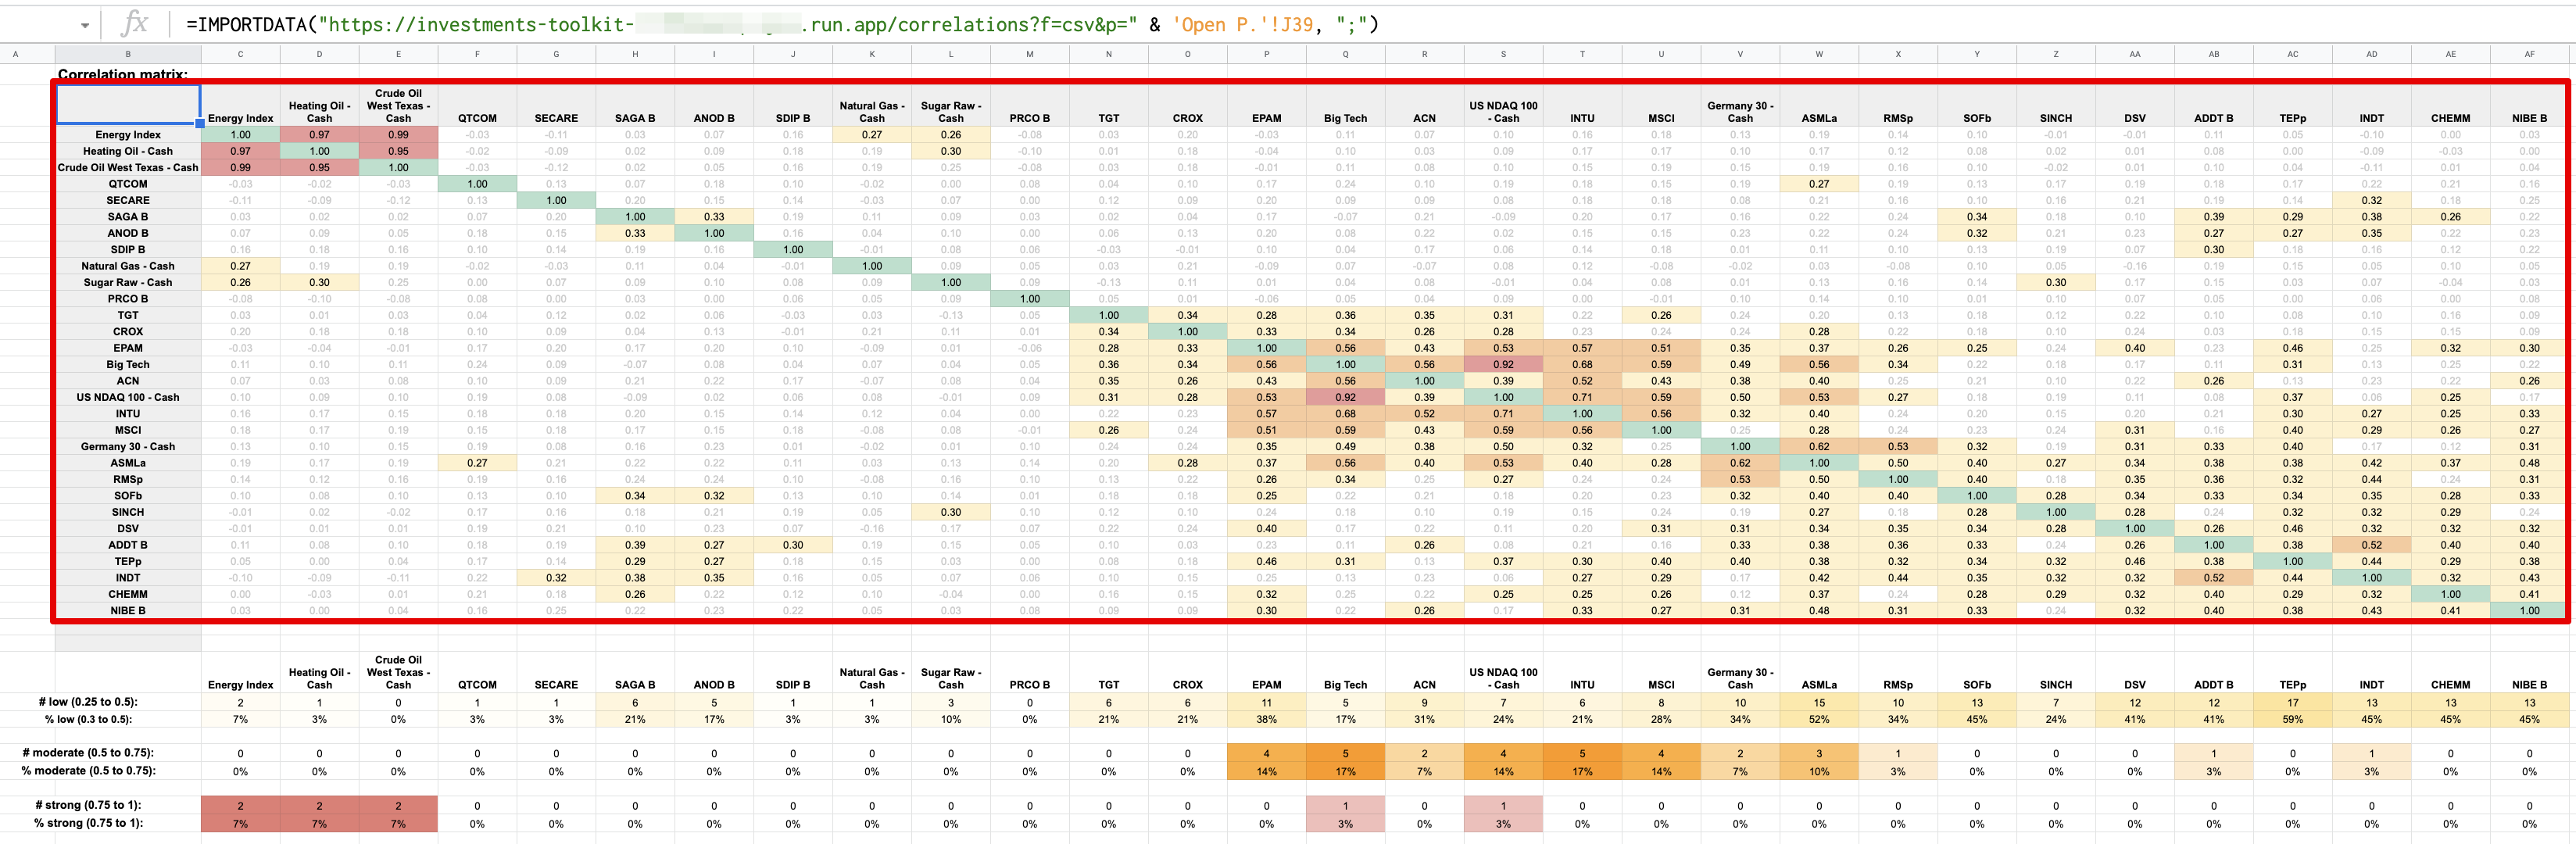 fx =IMPORTDATA("https://investments-toolkit- .run.app/correlations?f=csv&p=" & 'Open P.'!J39, ";")
A B C D E F G H I J K L M N O P Q R S T U V W X Y Z AA AB AC AD AE AF
Correlation matrix:
Energy Index Heating Oil - Cash Crude Oil West Texas - Cash QTCOM SECARE SAGA B ANOD B SDIP B Natural Gas - Cash Sugar Raw - Cash PRCO B TGT CROX EPAM Big Tech ACN US NDAQ 100 - Cash INTU MSCI Germany 30 - Cash ASMLa RMSp SOFb SINCH DSV ADDT B TEPp INDT CHEMM NIBE B
Energy Index 1.00 0.97 0.99 -0.03 -0.11 0.03 0.07 0.16 0.27 0.26 -0.08 0.03 0.20 -0.03 0.11 0.07 0.10 0.16 0.18 0.13 0.19 0.14 0.10 -0.01 -0.01 0.11 0.05 -0.10 0.00 0.03
Heating Oil - Cash 0.97 1.00 0.95 -0.02 -0.09 0.02 0.09 0.18 0.19 0.30 -0.10 0.01 0.18 -0.04 0.10 0.03 0.09 0.17 0.17 0.10 0.17 0.12 0.08 0.02 0.01 0.08 0.00 -0.09 -0.03 0.00
Crude Oil West Texas - Cash 0.99 0.95 1.00 -0.03 -0.12 0.02 0.05 0.16 0.19 0.25 -0.08 0.03 0.18 -0.01 0.11 0.08 0.10 0.15 0.19 0.15 0.19 0.16 0.10 -0.02 0.01 0.10 0.04 -0.11 0.01 0.04
QTCOM -0.03 -0.02 -0.03 1.00 0.13 0.07 0.18 0.10 -0.02 0.00 0.08 0.04 0.10 0.17 0.24 0.10 0.19 0.18 0.15 0.19 0.27 0.19 0.13 0.17 0.19 0.18 0.17 0.22 0.21 0.16
SECARE -0.11 -0.09 -0.12 0.13 1.00 0.20 0.15 0.14 -0.03 0.07 0.00 0.12 0.09 0.20 0.09 0.09 0.08 0.18 0.18 0.08 0.21 0.16 0.10 0.16 0.21 0.19 0.14 0.32 0.18 0.25
SAGA B 0.03 0.02 0.02 0.07 0.20 1.00 0.33 0.19 0.11 0.09 0.03 0.02 0.04 0.17 -0.07 0.21 -0.09 0.20 0.17 0.16 0.22 0.24 0.34 0.18 0.10 0.39 0.29 0.38 0.26 0.22
ANOD B 0.07 0.09 0.05 0.18 0.15 0.33 1.00 0.16 0.04 0.10 0.00 0.06 0.13 0.20 0.08 0.22 0.02 0.15 0.15 0.23 0.22 0.24 0.32 0.21 0.23 0.27 0.27 0.35 0.22 0.23
SDIP B 0.16 0.18 0.16 0.10 0.14 0.19 0.16 1.00 -0.01 0.08 0.06 -0.03 -0.01 0.10 0.04 0.17 0.06 0.14 0.18 0.01 0.11 0.10 0.13 0.19 0.07 0.30 0.18 0.16 0.12 0.22
Natural Gas - Cash 0.27 0.19 0.19 -0.02 -0.03 0.11 0.04 -0.01 1.00 0.09 0.05 0.03 0.21 -0.09 0.07 -0.07 0.08 0.12 -0.08 -0.02 0.03 -0.08 0.10 0.05 -0.16 0.19 0.15 0.05 0.10 0.05
Sugar Raw - Cash 0.26 0.30 0.25 0.00 0.07 0.09 0.10 0.08 0.09 1.00 0.09 -0.13 0.11 0.01 0.04 0.08 -0.01 0.04 0.08 0.01 0.13 0.16 0.14 0.30 0.17 0.15 0.03 0.07 -0.04 0.03
PRCO B -0.08 -0.10 -0.08 0.08 0.00 0.03 0.00 0.06 0.05 0.09 1.00 0.05 0.01 -0.06 0.05 0.04 0.09 0.00 -0.01 0.10 0.14 0.10 0.01 0.10 0.07 0.05 0.00 0.06 0.00 0.08
TGT 0.03 0.01 0.03 0.04 0.12 0.02 0.06 -0.03 0.03 -0.13 0.05 1.00 0.34 0.28 0.36 0.35 0.31 0.22 0.26 0.24 0.20 0.13 0.18 0.12 0.22 0.10 0.08 0.10 0.16 0.09
CROX 0.20 0.18 0.18 0.10 0.09 0.04 0.13 -0.01 0.21 0.11 0.01 0.34 1.00 0.33 0.34 0.26 0.28 0.23 0.24 0.24 0.28 0.22 0.18 0.10 0.24 0.03 0.18 0.15 0.15 0.09
EPAM -0.03 -0.04 -0.01 0.17 0.20 0.17 0.20 0.10 -0.09 0.01 -0.06 0.28 0.33 1.00 0.56 0.43 0.53 0.57 0.51 0.35 0.37 0.26 0.25 0.24 0.40 0.23 0.46 0.25 0.32 0.30
Big Tech 0.11 0.10 0.11 0.24 0.09 -0.07 0.08 0.04 0.07 0.04 0.05 0.36 0.34 0.56 1.00 0.56 0.92 0.68 0.59 0.49 0.56 0.34 0.22 0.18 0.17 0.11 0.31 0.13 0.25 0.22
ACN 0.07 0.03 0.08 0.10 0.09 0.21 0.22 0.17 -0.07 0.08 0.04 0.35 0.26 0.43 0.56 1.00 0.39 0.52 0.43 0.38 0.40 0.25 0.21 0.10 0.22 0.26 0.13 0.23 0.22 0.26
US NDAQ 100 - Cash 0.10 0.09 0.10 0.19 0.08 -0.09 0.02 0.06 0.08 -0.01 0.09 0.31 0.28 0.53 0.92 0.39 1.00 0.71 0.59 0.50 0.53 0.27 0.18 0.19 0.11 0.08 0.37 0.06 0.25 0.17
INTU 0.16 0.17 0.15 0.18 0.18 0.20 0.15 0.14 0.12 0.04 0.00 0.22 0.23 0.57 0.68 0.52 0.71 1.00 0.56 0.32 0.40 0.24 0.20 0.15 0.20 0.21 0.30 0.27 0.25 0.33
MSCI 0.18 0.17 0.19 0.15 0.18 0.17 0.15 0.18 -0.08 0.08 -0.01 0.26 0.24 0.51 0.59 0.43 0.59 0.56 1.00 0.25 0.28 0.24 0.23 0.24 0.31 0.16 0.40 0.29 0.26 0.27
Germany 30 - Cash 0.13 0.10 0.15 0.19 0.08 0.16 0.23 0.01 -0.02 0.01 0.10 0.24 0.24 0.35 0.49 0.38 0.50 0.32 0.25 1.00 0.62 0.53 0.32 0.19 0.31 0.33 0.40 0.17 0.12 0.31
ASMLa 0.19 0.17 0.19 0.27 0.21 0.22 0.22 0.11 0.03 0.13 0.14 0.20 0.28 0.37 0.56 0.40 0.53 0.40 0.28 0.62 1.00 0.50 0.40 0.27 0.34 0.38 0.38 0.42 0.37 0.48
RMSp 0.14 0.12 0.16 0.19 0.16 0.24 0.24 0.10 -0.08 0.16 0.10 0.13 0.22 0.26 0.34 0.25 0.27 0.24 0.24 0.53 0.50 1.00 0.40 0.18 0.35 0.36 0.32 0.44 0.24 0.31
SOFb 0.10 0.08 0.10 0.13 0.10 0.34 0.32 0.13 0.10 0.14 0.01 0.18 0.18 0.25 0.22 0.21 0.18 0.20 0.23 0.32 0.40 0.40 1.00 0.28 0.34 0.33 0.34 0.35 0.28 0.33
SINCH -0.01 0.02 -0.02 0.17 0.16 0.18 0.21 0.19 0.05 0.30 0.10 0.12 0.10 0.24 0.18 0.10 0.19 0.15 0.24 0.19 0.27 0.18 0.28 1.00 0.28 0.24 0.32 0.32 0.29 0.24
DSV -0.01 0.01 0.01 0.19 0.21 0.10 0.23 0.07 -0.16 0.17 0.07 0.22 0.24 0.40 0.17 0.22 0.11 0.20 0.31 0.31 0.34 0.35 0.34 0.28 1.00 0.26 0.46 0.32 0.32 0.32
ADDT B 0.11 0.08 0.10 0.18 0.19 0.39 0.27 0.30 0.19 0.15 0.05 0.10 0.03 0.23 0.11 0.26 0.08 0.21 0.16 0.33 0.38 0.36 0.33 0.24 0.26 1.00 0.38 0.52 0.40 0.40
TEPp 0.05 0.00 0.04 0.17 0.14 0.29 0.27 0.18 0.15 0.03 0.00 0.08 0.18 0.46 0.31 0.13 0.37 0.30 0.40 0.40 0.38 0.32 0.34 0.32 0.46 0.38 1.00 0.44 0.29 0.38
INDT -0.10 -0.09 -0.11 0.22 0.32 0.38 0.35 0.16 0.05 0.07 0.06 0.10 0.15 0.25 0.13 0.23 0.06 0.27 0.29 0.17 0.42 0.44 0.35 0.32 0.32 0.52 0.44 1.00 0.32 0.43
CHEMM 0.00 -0.03 0.01 0.21 0.18 0.26 0.22 0.12 0.10 -0.04 0.00 0.16 0.15 0.32 0.25 0.22 0.25 0.25 0.26 0.12 0.37 0.24 0.28 0.29 0.32 0.40 0.29 0.32 1.00 0.41
NIBE B 0.03 0.00 0.04 0.16 0.25 0.22 0.23 0.22 0.05 0.03 0.08 0.09 0.09 0.30 0.22 0.26 0.17 0.33 0.27 0.31 0.48 0.31 0.33 0.24 0.32 0.40 0.38 0.43 0.41 1.00
Energy Index Heating Oil - Cash Crude Oil West Texas - Cash QTCOM SECARE SAGA B ANOD B SDIP B Natural Gas - Cash Sugar Raw - Cash PRCO B TGT CROX EPAM Big Tech ACN US NDAQ 100 - Cash INTU MSCI Germany 30 - Cash ASMLa RMSp SOFb SINCH DSV ADDT B TEPp INDT CHEMM NIBE B
# low (0.25 to 0.5): 2 1 0 1 1 6 5 1 1 3 0 6 6 11 5 9 7 6 8 10 15 10 13 7 12 12 17 13 13 13
% low (0.3 to 0.5): 7% 3% 0% 3% 3% 21% 17% 3% 3% 10% 0% 21% 21% 38% 17% 31% 24% 21% 28% 34% 52% 34% 45% 24% 41% 41% 59% 45% 45% 45%
# moderate (0.5 to 0.75): 0 0 0 0 0 0 0 0 0 0 0 0 0 4 5 2 4 5 4 2 3 1 0 0 0 1 0 1 0 0
% moderate (0.5 to 0.75): 0% 0% 0% 0% 0% 0% 0% 0% 0% 0% 0% 0% 0% 14% 17% 7% 14% 17% 14% 7% 10% 3% 0% 0% 0% 3% 0% 3% 0% 0%
# strong (0.75 to 1): 2 2 2 0 0 0 0 0 0 0 0 0 0 0 1 0 1 0 0 0 0 0 0 0 0 0 0 0 0 0
% strong (0.75 to 1): 7% 7% 7% 0% 0% 0% 0% 0% 0% 0% 0% 0% 0% 0% 3% 0% 3% 0% 0% 0% 0% 0% 0% 0% 0% 0% 0% 0% 0% 0%